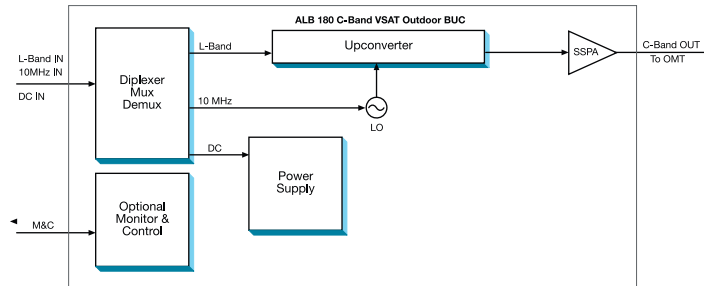 ALB 180 C-Band VSAT Outdoor BUC
L-Band IN
10MHz IN
DC IN
Diplexer
Mux
Demux
L-Band
Upconverter
SSPA
C-Band OUT
To OMT
10 MHz
LO
DC
Power
Supply
M&C
Optional
Monitor &
Control